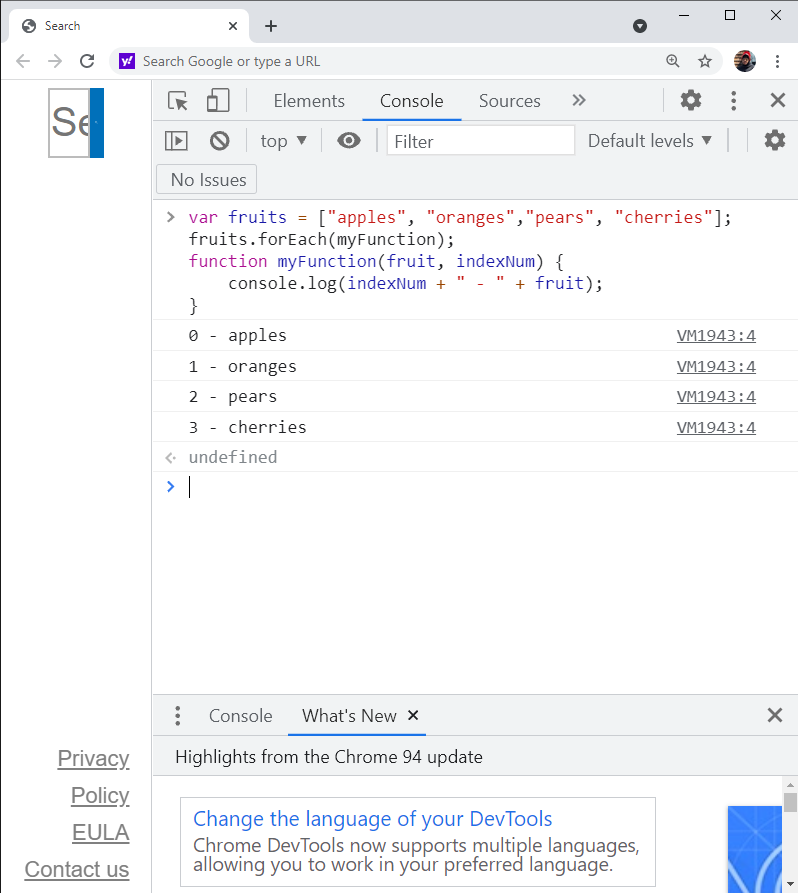 Search
Search Google or type a URL
Se
Elements Console Sources
top Filter Default levels
No Issues
var fruits = ["apples", "oranges","pears", "cherries"];
fruits.forEach(myFunction);
function myFunction(fruit, indexNum) {
    console.log(indexNum + " - " + fruit);
}
0 - apples VM1943:4
1 - oranges VM1943:4
2 - pears VM1943:4
3 - cherries VM1943:4
undefined
Console What's New
Highlights from the Chrome 94 update
Change the language of your DevTools
Chrome DevTools now supports multiple languages,
allowing you to work in your preferred language.
Privacy
Policy
EULA
Contact us